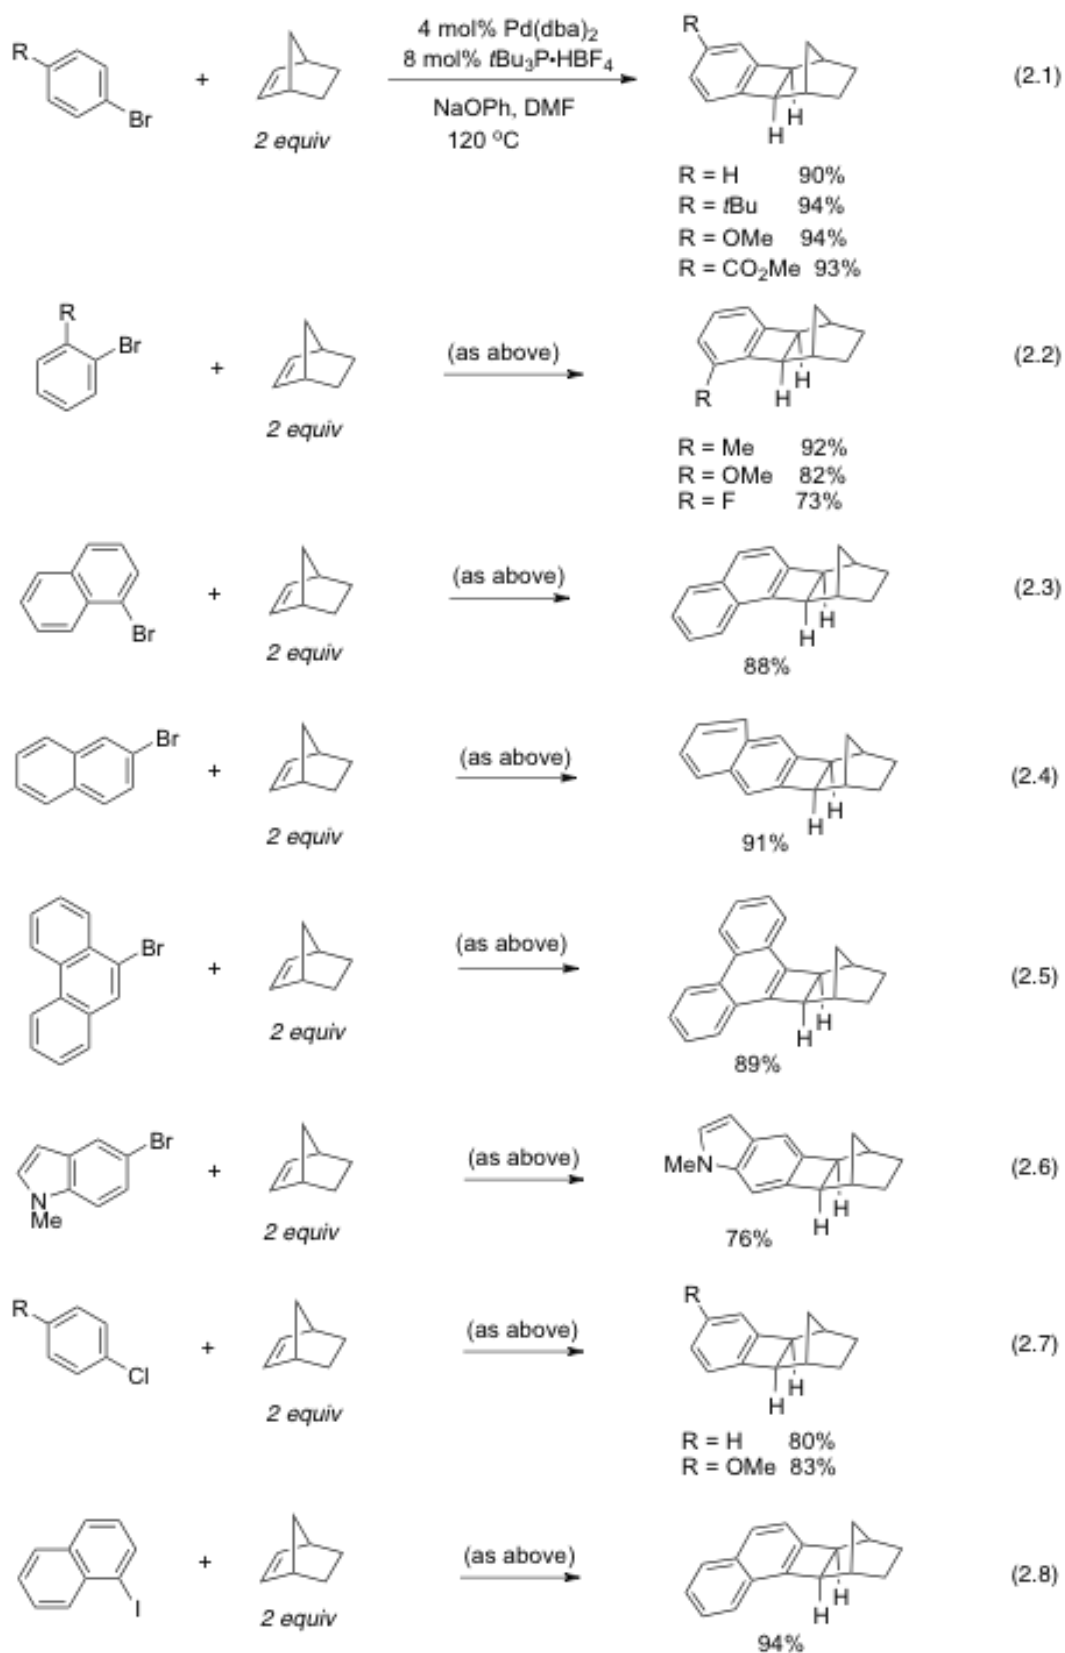 R
Br
+
2 equiv
4 mol% Pd(dba)₂
8 mol% tBu₃P•HBF₄
NaOPh, DMF
120 °C
R
H
H
(2.1)
R = H 90%
R = tBu 94%
R = OMe 94%
R = CO₂Me 93%
R
Br
+
2 equiv
(as above)
R
H
H
(2.2)
R = Me 92%
R = OMe 82%
R = F 73%
Br
+
2 equiv
(as above)
H
H
88%
(2.3)
Br
+
2 equiv
(as above)
H
H
91%
(2.4)
Br
+
2 equiv
(as above)
H
H
89%
(2.5)
Br
N
Me
+
2 equiv
(as above)
MeN
H
H
76%
(2.6)
R
Cl
+
2 equiv
(as above)
R
H
H
(2.7)
R = H 80%
R = OMe 83%
I
+
2 equiv
(as above)
H
H
94%
(2.8)